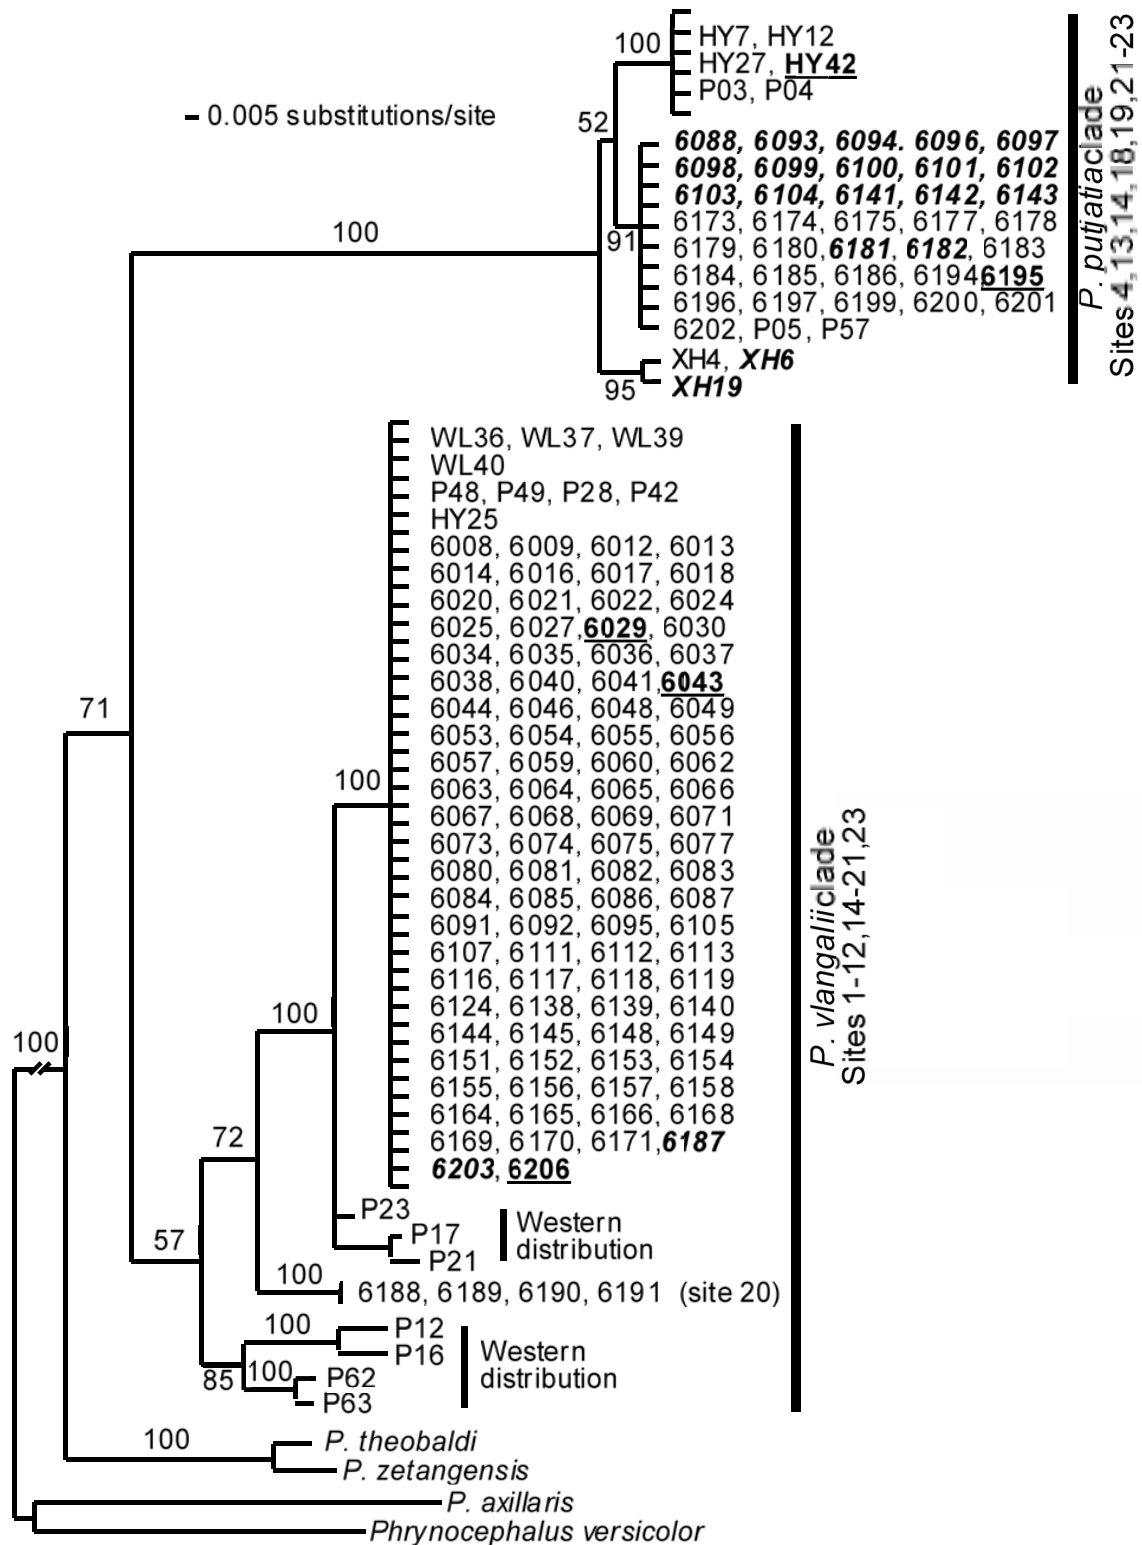 100
HY7, HY12
HY27, HY42
P03, P04
0.005 substitutions/site
52
6088, 6093, 6094. 6096, 6097
6098, 6099, 6100, 6101, 6102
6103, 6104, 6141, 6142, 6143
6173, 6174, 6175, 6177, 6178
6179, 6180, 6181, 6182, 6183
6184, 6185, 6186, 6194 6195
6196, 6197, 6199, 6200, 6201
6202, P05, P57
100
91
XH4, XH6
XH19
95
P. putjatia clade
Sites 4,13,14,18,19,21-23
WL36, WL37, WL39
WL40
P48, P49, P28, P42
HY25
6008, 6009, 6012, 6013
6014, 6016, 6017, 6018
6020, 6021, 6022, 6024
6025, 6027, 6029, 6030
6034, 6035, 6036, 6037
6038, 6040, 6041, 6043
6044, 6046, 6048, 6049
6053, 6054, 6055, 6056
6057, 6059, 6060, 6062
6063, 6064, 6065, 6066
6067, 6068, 6069, 6071
6073, 6074, 6075, 6077
6080, 6081, 6082, 6083
6084, 6085, 6086, 6087
6091, 6092, 6095, 6105
6107, 6111, 6112, 6113
6116, 6117, 6118, 6119
6124, 6138, 6139, 6140
6144, 6145, 6148, 6149
6151, 6152, 6153, 6154
6155, 6156, 6157, 6158
6164, 6165, 6166, 6168
6169, 6170, 6171, 6187
6203, 6206
71
100
100
100
72
57
P23
P17
P21
Western
distribution
100
6188, 6189, 6190, 6191 (site 20)
100
P12
P16
85
100
P62
P63
Western
distribution
P. vlangalii clade
Sites 1-12,14-21,23
100
P. theobaldi
P. zetangensis
P. axillaris
Phrynocephalus versicolor